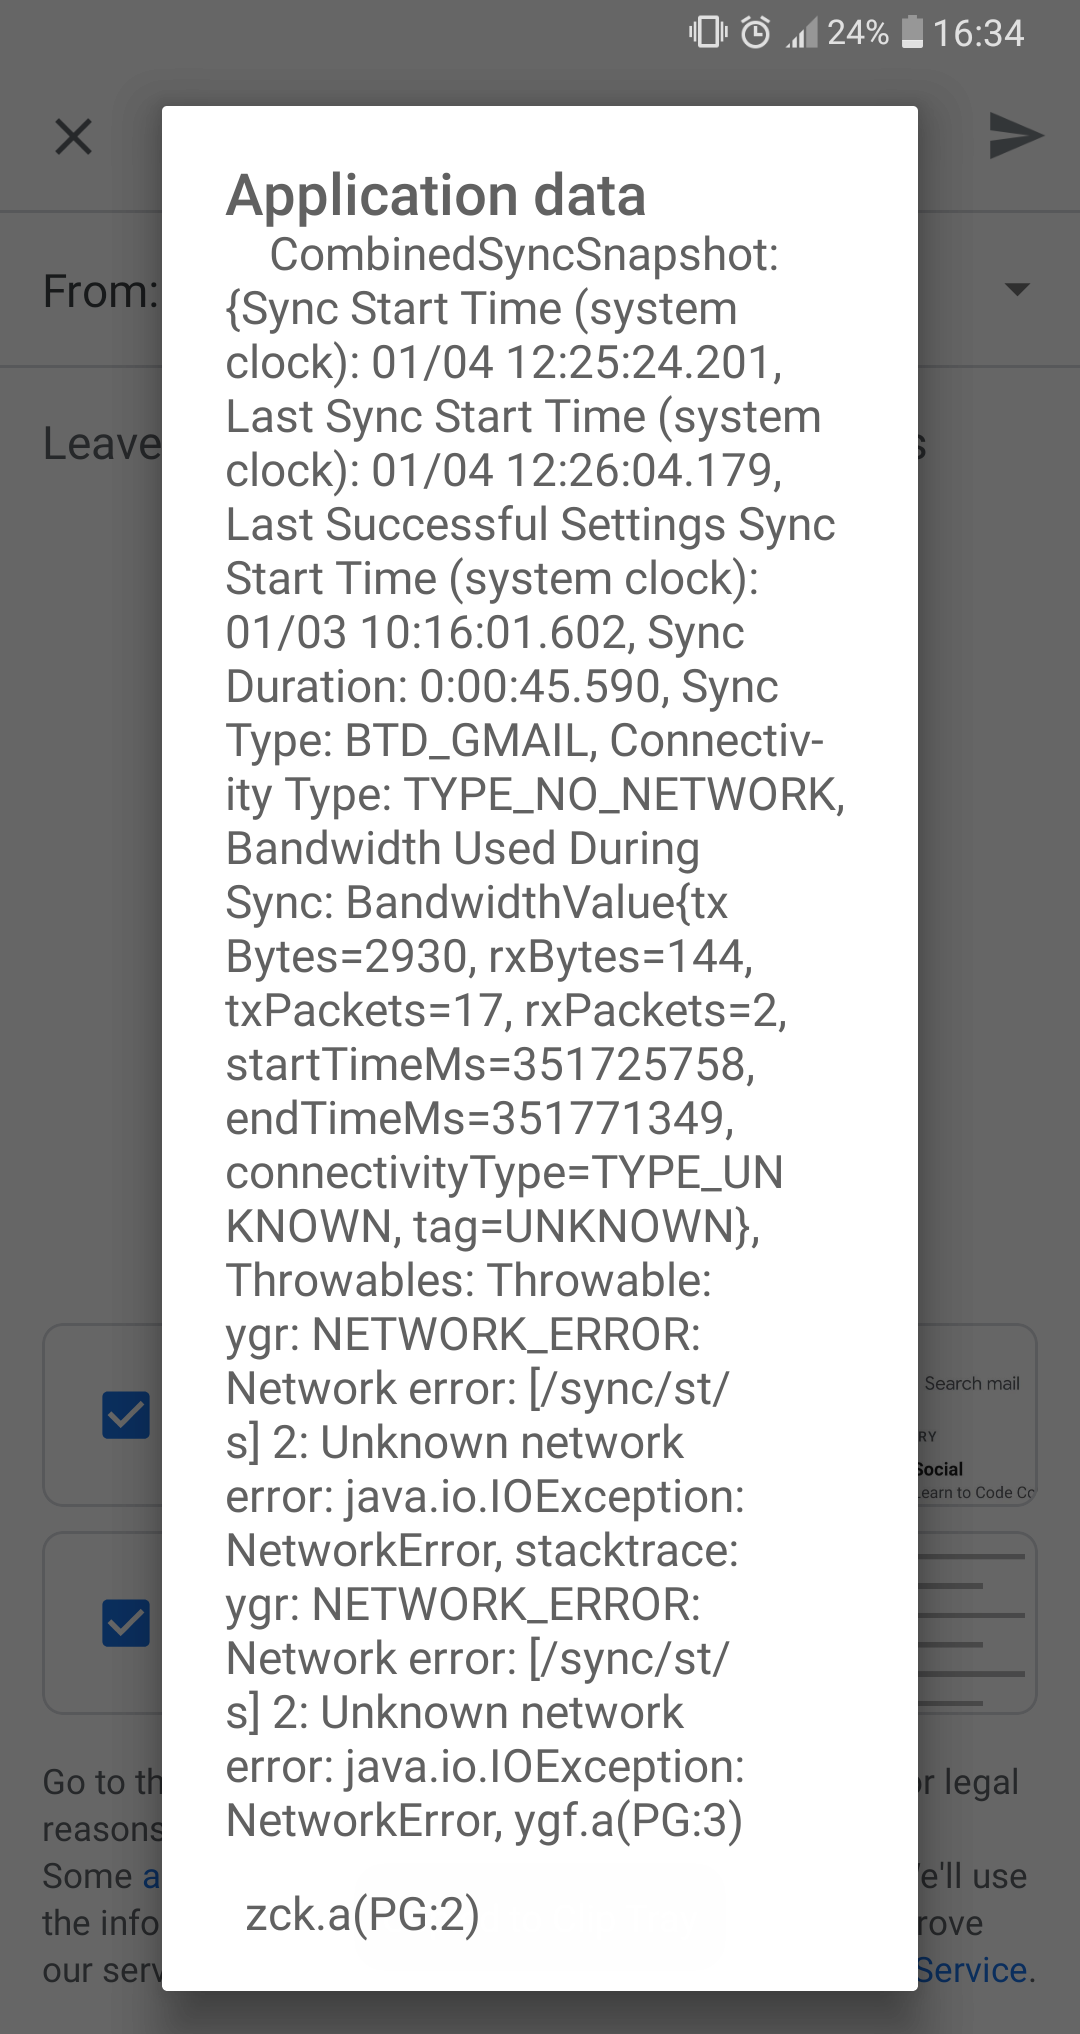 24% 16:34
Application data
CombinedSyncSnapshot:
{Sync Start Time (system
From:
clock): 01/04 12:25:24.201,
Last Sync Start Time (system
Leave
s
clock): 01/04 12:26:04.179,
Last Successful Settings Sync
Start Time (system clock):
01/03 10:16:01.602, Sync
Duration: 0:00:45.590, Sync
Type: BTD_GMAIL, Connectiv-
ity Type: TYPE_NO_NETWORK,
Bandwidth Used During
Sync: BandwidthValue{tx
Bytes=2930, rxBytes=144,
txPackets=17, rxPackets=2,
startTimeMs=351725758,
endTimeMs=351771349,
connectivityType=TYPE_UN
KNOWN, tag=UNKNOWN},
Throwables: Throwable:
ygr: NETWORK_ERROR:
Network error: [/sync/st/
s] 2: Unknown network
error: java.io.IOException:
NetworkError, stacktrace:
ygr: NETWORK_ERROR:
Network error: [/sync/st/
s] 2: Unknown network
error: java.io.IOException:
NetworkError, ygf.a(PG:3)
zck.a(PG:2)
Search mail
RY
Social
earn to Code Co
Go to th
r legal
reasons
Some a
e'll use
the info
rove
our serv
Service.